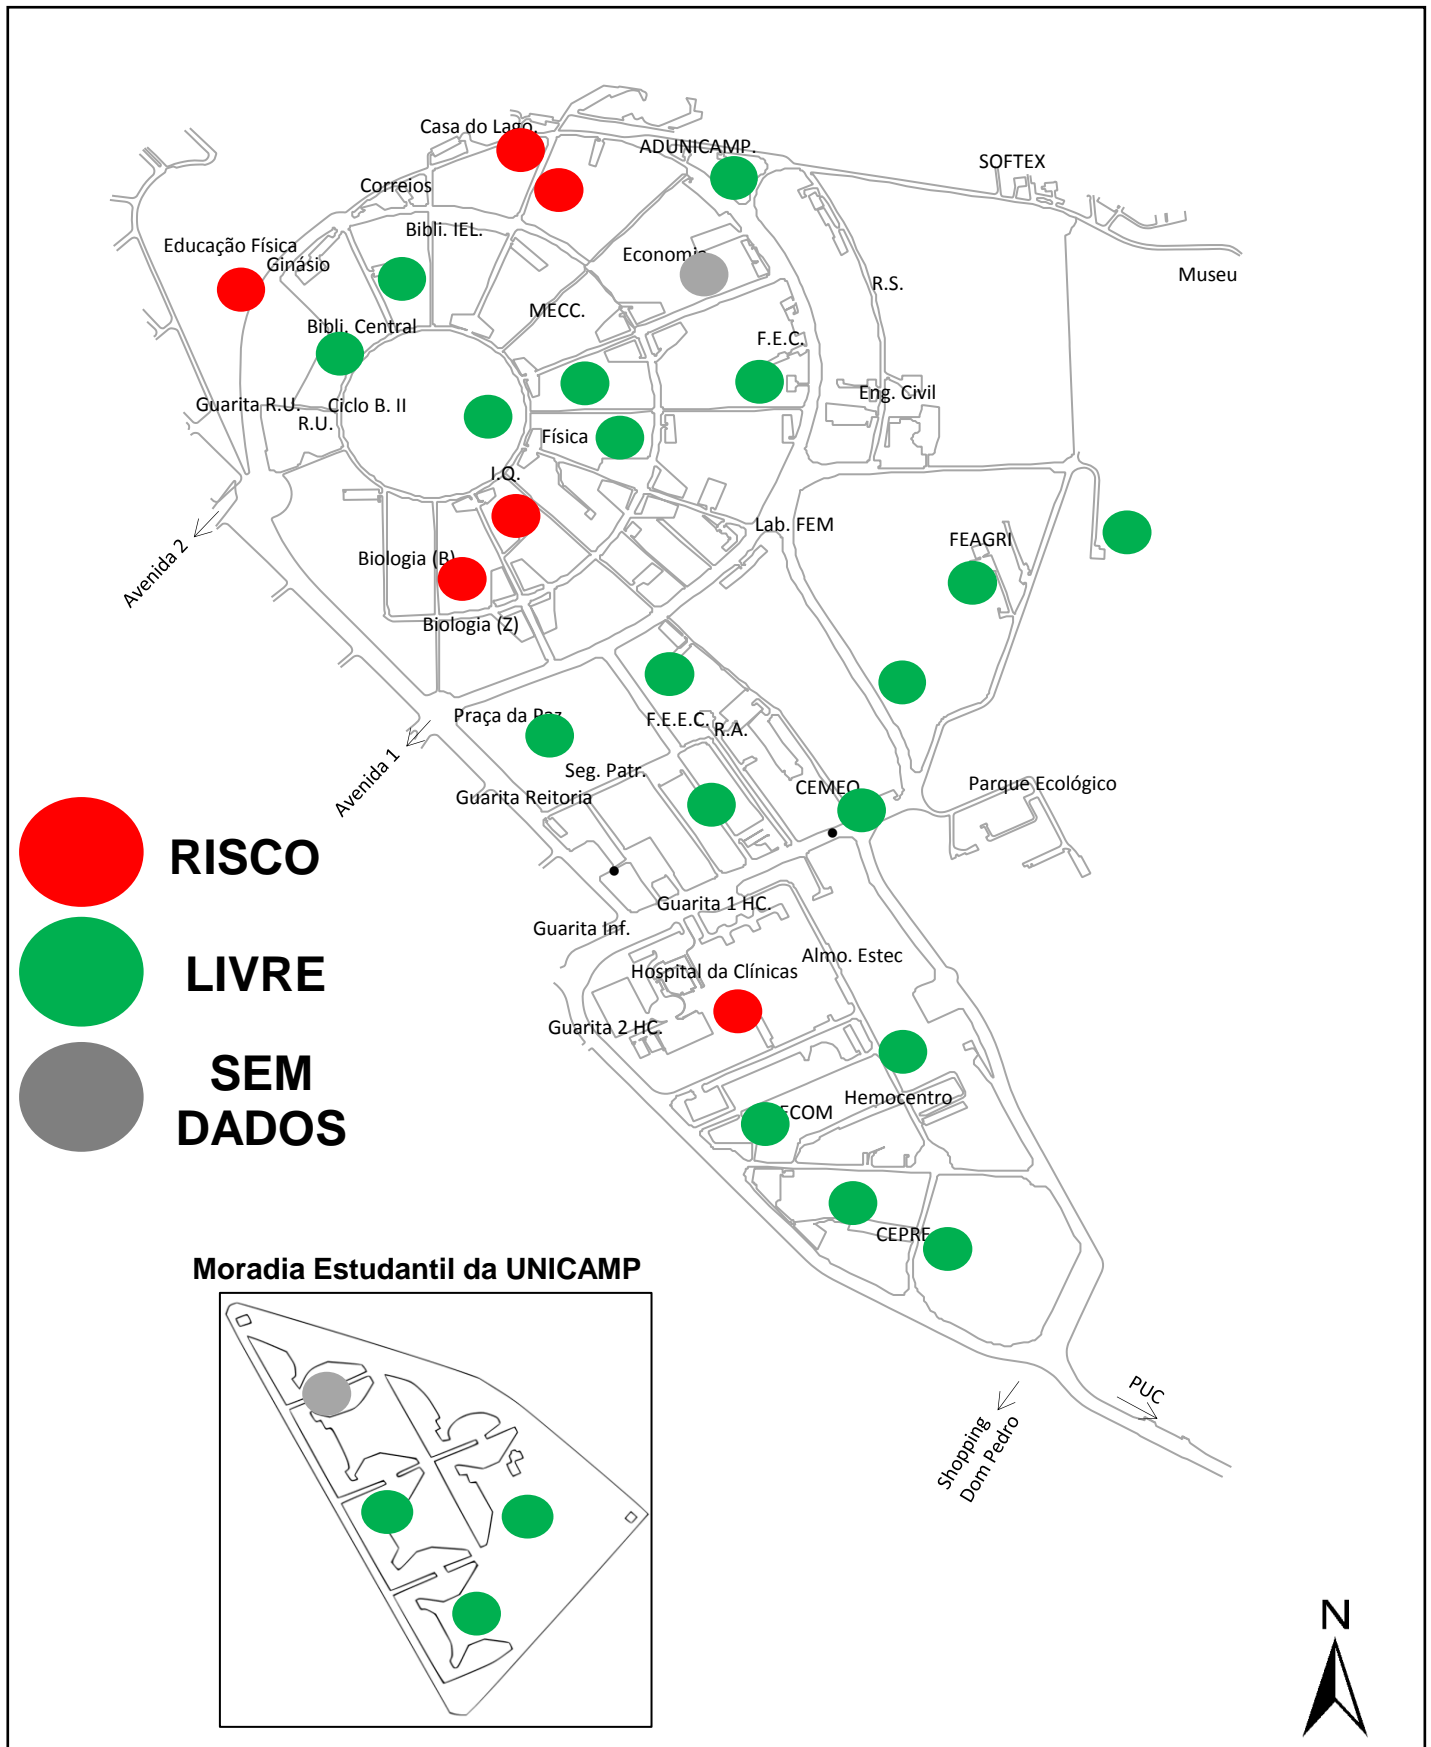 Casa do Lago.
ADUNICAMP.
SOFTEX
Correios
Bibli. IEL.
Educação Física
Ginásio
Economia
Museu
R.S.
MECC.
Bibli. Central
F.E.C.
Eng. Civil
Guarita R.U.
Ciclo B. II
R.U.
Física
I.Q.
Lab. FEM
FEAGRI
Avenida 2
Biologia (B)
Biologia (Z)
Praça da Paz
F.E.E.C.
R.A.
Avenida 1
Seg. Patr.
Guarita Reitoria
CEMEQ
Parque Ecológico
RISCO
Guarita 1 HC.
Guarita Inf.
Almo. Estec
LIVRE
Hospital da Clínicas
Guarita 2 HC.
SEM
DADOS
Hemocentro
ECOM
CEPRE
Moradia Estudantil da UNICAMP
PUC
Shopping
Dom Pedro
N